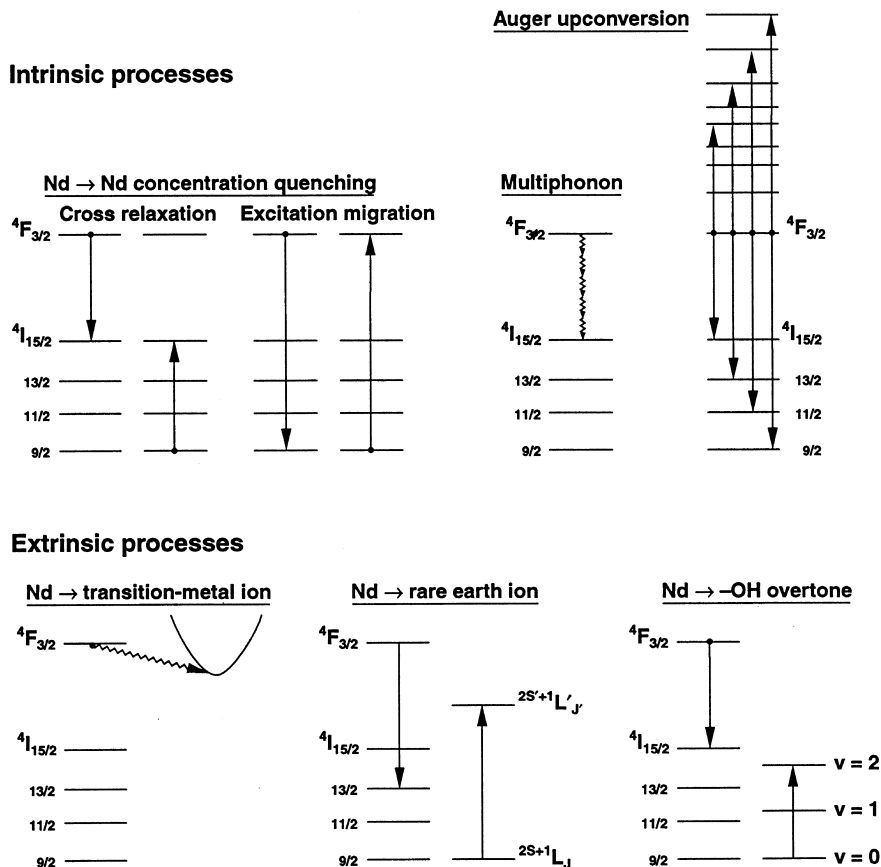 Auger upconversion
Intrinsic processes
Nd → Nd concentration quenching
Cross relaxation Excitation migration
⁴F₃/₂
⁴I₁₅/₂
13/2
11/2
9/2
Multiphonon
⁴F₃/₂
⁴I₁₅/₂
13/2
11/2
9/2
⁴F₃/₂
⁴I₁₅/₂
13/2
11/2
9/2
Extrinsic processes
Nd → transition-metal ion
⁴F₃/₂
⁴I₁₅/₂
13/2
11/2
9/2
Nd → rare earth ion
⁴F₃/₂
⁴I₁₅/₂
13/2
11/2
9/2
2S′+1L′J′
2S+1LJ
Nd → –OH overtone
⁴F₃/₂
⁴I₁₅/₂
13/2
11/2
9/2
v = 2
v = 1
v = 0